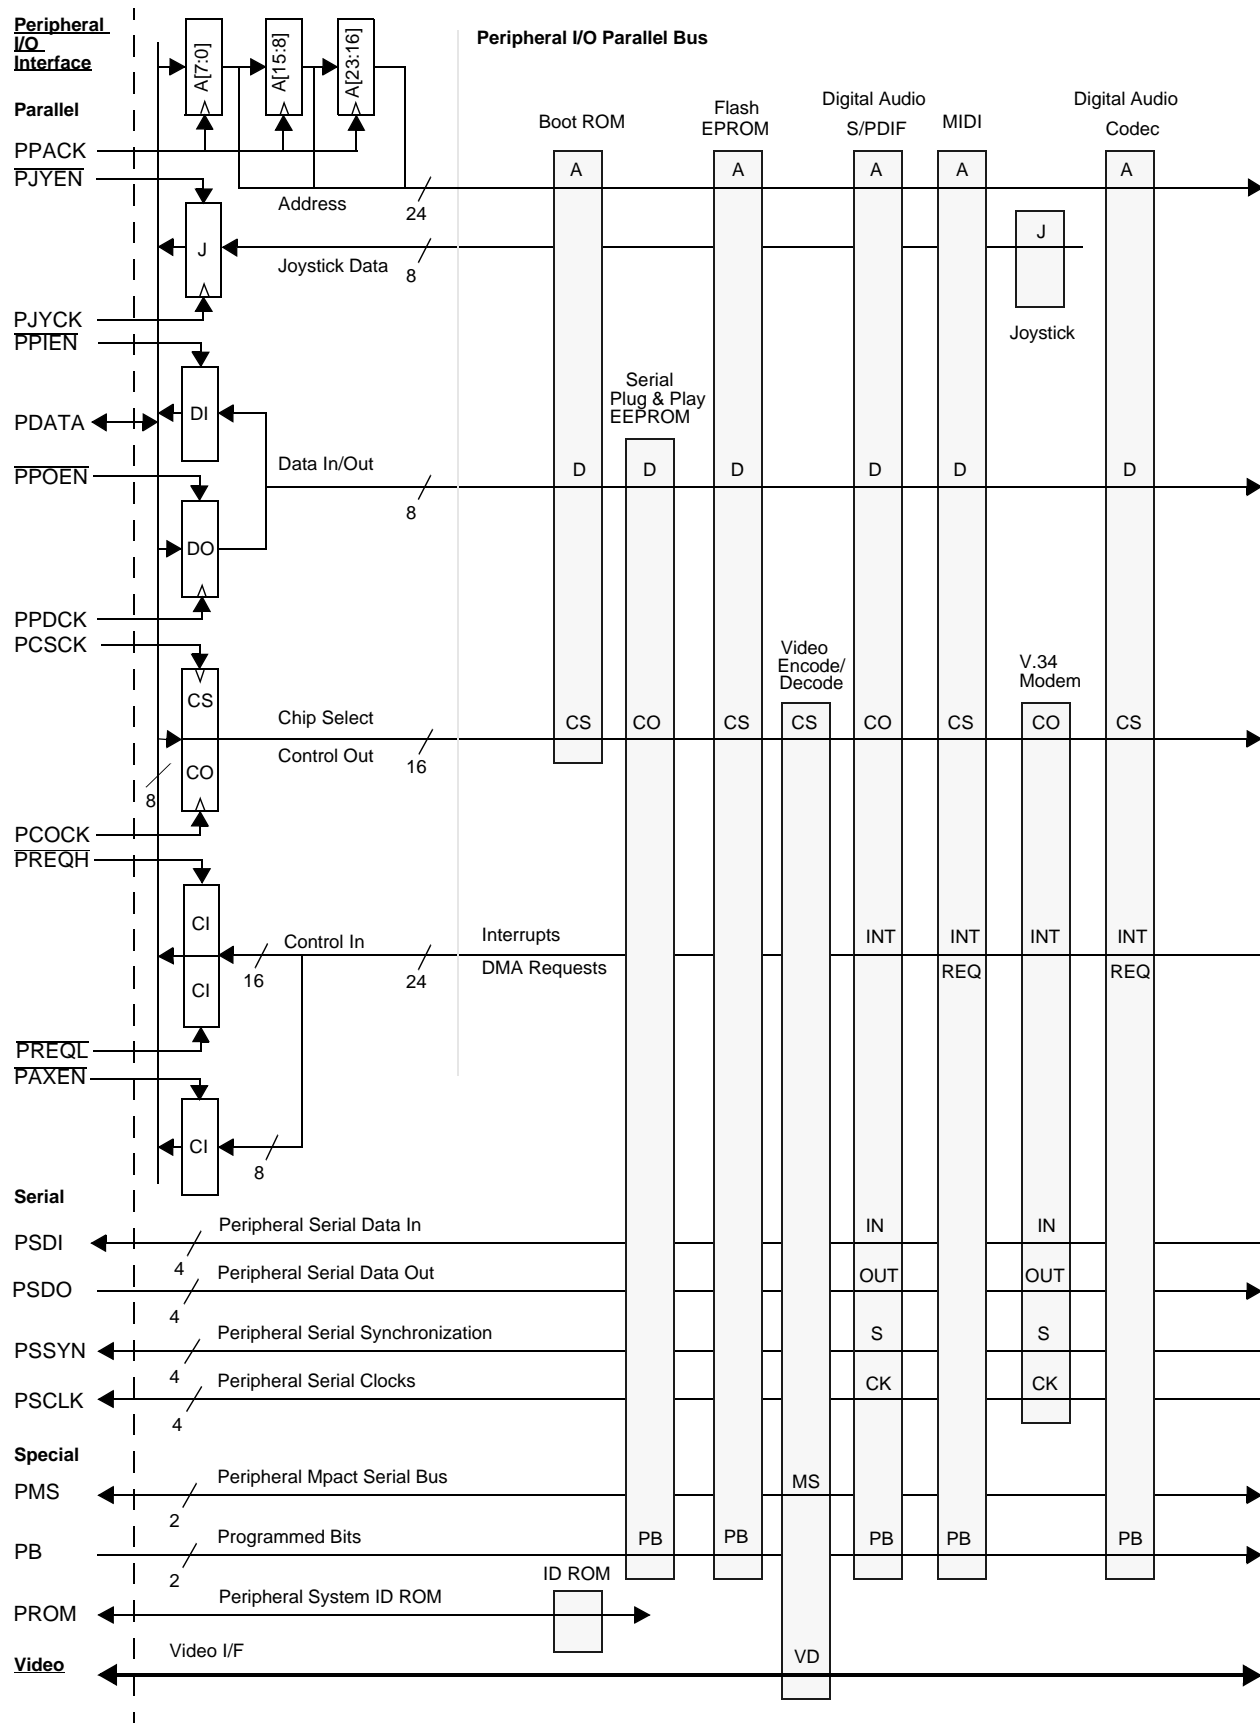 Peripheral
I/O
Interface
Peripheral I/O Parallel Bus
A[7:0]
A[15:8]
A[23:16]
Parallel
Boot ROM
Flash
EPROM
Digital Audio
S/PDIF
MIDI
Digital Audio
Codec
PPACK
PJYEN
A
A
A
A
A
Address
24
J
J
Joystick Data
8
Joystick
PJYCK
PPIEN
Serial
Plug & Play
EEPROM
DI
PDATA
PPOEN
Data In/Out
8
D
D
D
D
D
D
DO
PPDCK
PCSCK
Video
Encode/
Decode
V.34
Modem
CS
Chip Select
Control Out
16
CS
CO
CS
CS
CO
CS
CO
CS
CO
8
PCOCK
PREQH
CI
Control In
16
24
Interrupts
DMA Requests
INT
INT
INT
INT
REQ
REQ
CI
PREQL
PAXEN
CI
8
Serial
PSDI
4
Peripheral Serial Data In
IN
IN
PSDO
4
Peripheral Serial Data Out
OUT
OUT
PSSYN
4
Peripheral Serial Synchronization
S
S
PSCLK
4
Peripheral Serial Clocks
CK
CK
Special
PMS
2
Peripheral Mpact Serial Bus
MS
PB
2
Programmed Bits
PB
PB
PB
PB
PB
ID ROM
PROM
Peripheral System ID ROM
Video
Video I/F
VD